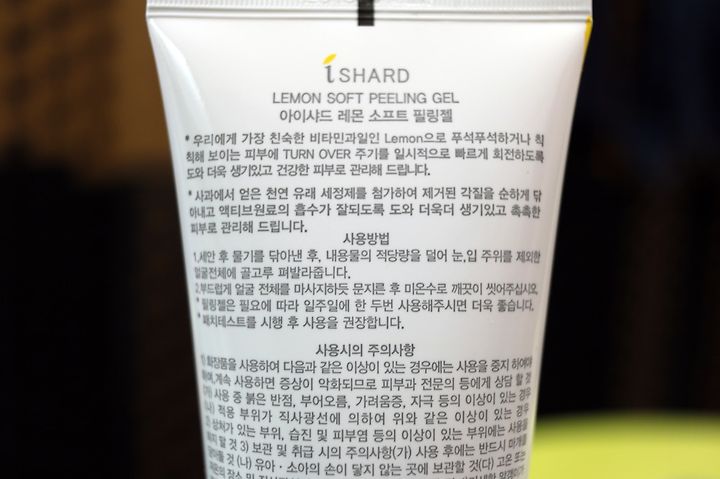 iSHARD
LEMON SOFT PEELING GEL
아이샤드 레몬 소프트 필링젤
* 우리에게 가장 친숙한 비타민과일인 Lemon으로 푸석푸석하거나 칙
칙해 보이는 피부에 TURN OVER 주기를 일시적으로 빠르게 회전하도록
도와 더욱 생기있고 건강한 피부로 관리해 드립니다.
* 사과에서 얻은 천연 유래 세정제를 첨가하여 제거된 각질을 순하게 닦
아내고 액티브원료의 흡수가 잘되도록 도와 더욱더 생기있고 촉촉한
피부로 관리해 드립니다.
사용방법
1.세안 후 물기를 닦아낸 후, 내용물의 적당량을 덜어 눈,입 주위를 제외한
얼굴전체에 골고루 펴발라줍니다.
2.부드럽게 얼굴 전체를 마사지하듯 문지른 후 미온수로 깨끗이 씻어주십시요.
* 필링젤은 필요에 따라 일주일에 한 두번 사용해주시면 더욱 좋습니다.
* 패치테스트를 시행 후 사용을 권장합니다.
사용시의 주의사항
1) 화장품을 사용하여 다음과 같은 이상이 있는 경우에는 사용을 중지 하여야
하며,계속 사용하면 증상이 악화되므로 피부과 전문의 등에게 상담 할 것
(가) 사용 중 붉은 반점, 부어오름, 가려움증, 자극 등의 이상이 있는 경우
(나) 적용 부위가 직사광선에 의하여 위와 같은 이상이 있는 경우
2) 상처가 있는 부위, 습진 및 피부염 등의 이상이 있는 부위에는 사용을
하지 말 것 3) 보관 및 취급 시의 주의사항(가) 사용 후에는 반드시 마개를
닫아둘 것 (나) 유아·소아의 손이 닿지 않는 곳에 보관할 것(다) 고온 또는